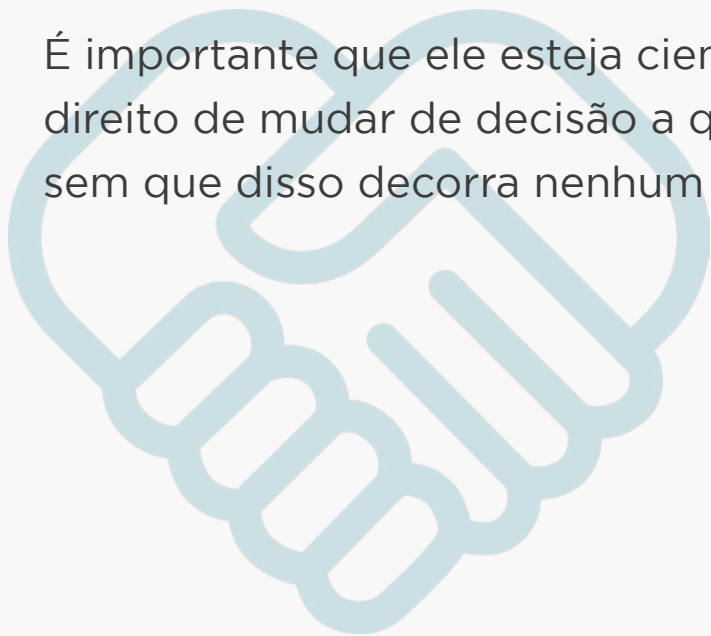 É importante que ele esteja cien
direito de mudar de decisão a q
sem que disso decorra nenhum